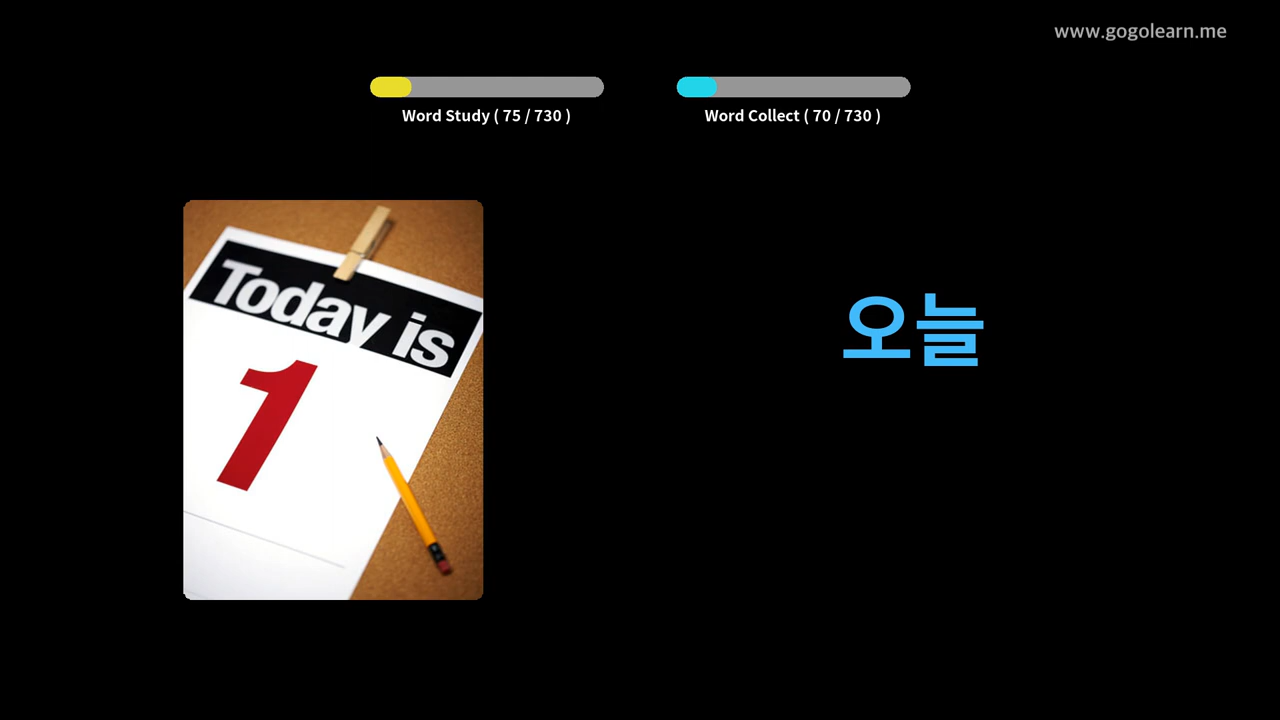 www.gogolearn.me
Word Study ( 75 / 730 )
Word Collect ( 70 / 730 )
Today is
1
오늘